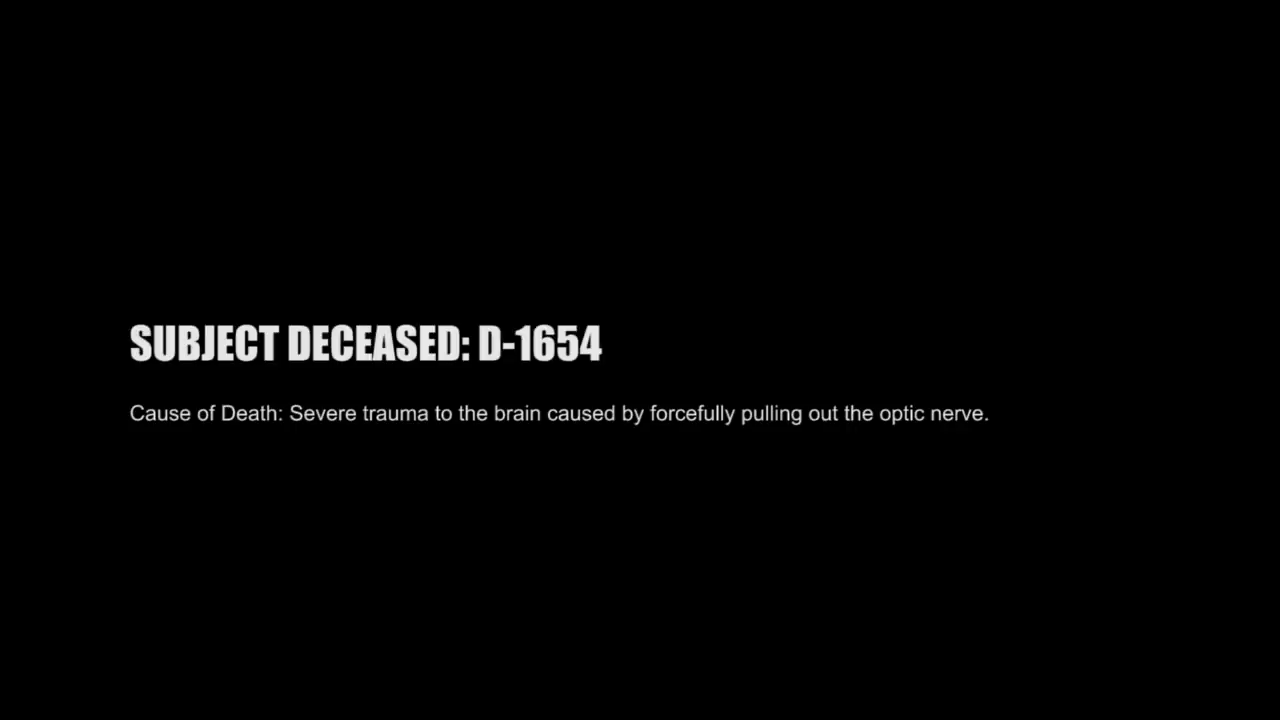 SUBJECT DECEASED: D-1654
Cause of Death: Severe trauma to the brain caused by forcefully pulling out the optic nerve.